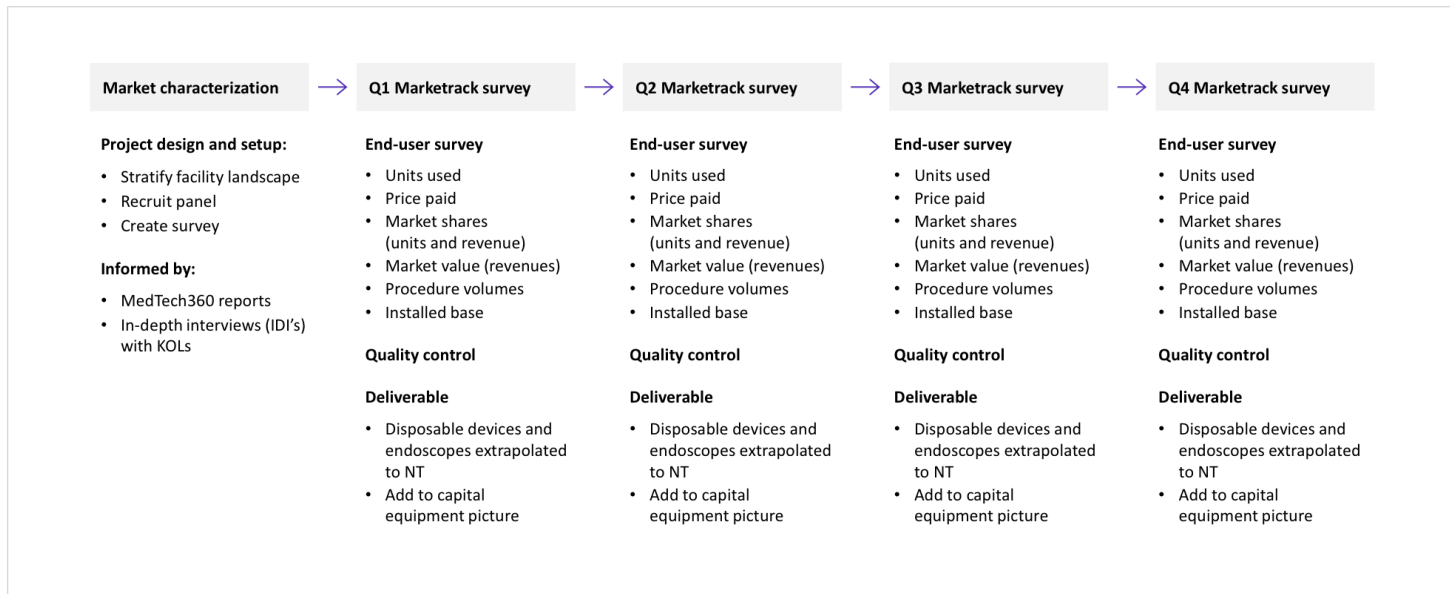 Market characterization
Project design and setup:
• Stratify facility landscape
• Recruit panel
• Create survey
Informed by:
• MedTech360 reports
• In-depth interviews (IDI's)
with KOLs
Q1 Marketrack survey
End-user survey
• Units used
• Price paid
• Market shares
(units and revenue)
• Market value (revenues)
• Procedure volumes
• Installed base
Quality control
Deliverable
• Disposable devices and
endoscopes extrapolated
to NT
• Add to capital
equipment picture
Q2 Marketrack survey
End-user survey
• Units used
• Price paid
• Market shares
(units and revenue)
• Market value (revenues)
• Procedure volumes
• Installed base
Quality control
Deliverable
• Disposable devices and
endoscopes extrapolated
to NT
• Add to capital
equipment picture
Q3 Marketrack survey
End-user survey
• Units used
• Price paid
• Market shares
(units and revenue)
• Market value (revenues)
• Procedure volumes
• Installed base
Quality control
Deliverable
• Disposable devices and
endoscopes extrapolated
to NT
• Add to capital
equipment picture
Q4 Marketrack survey
End-user survey
• Units used
• Price paid
• Market shares
(units and revenue)
• Market value (revenues)
• Procedure volumes
• Installed base
Quality control
Deliverable
• Disposable devices and
endoscopes extrapolated
to NT
• Add to capital
equipment picture